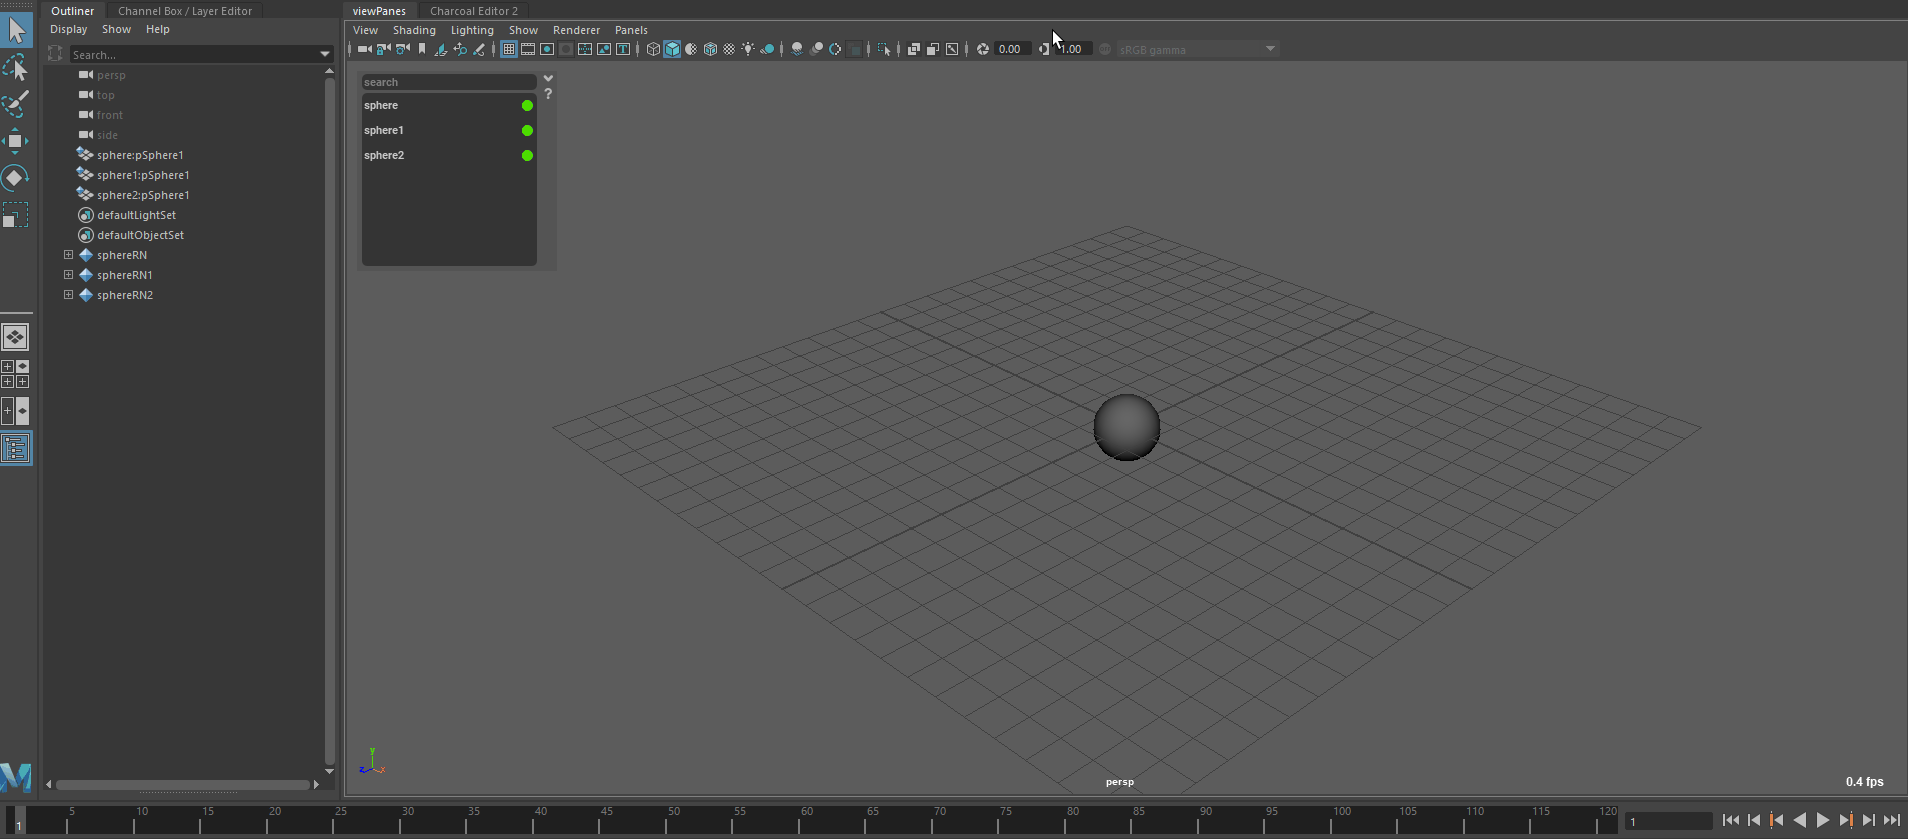 Outliner Channel Box / Layer Editor
Display Show Help
Search...
persp
top
front
side
sphere:pSphere1
sphere1:pSphere1
sphere2:pSphere1
defaultLightSet
defaultObjectSet
sphereRN
sphereRN1
sphereRN2
viewPanes Charcoal Editor 2
View Shading Lighting Show Renderer Panels
0.00 1.00 sRGB gamma
search
?
sphere
sphere1
sphere2
y
z x
persp
0.4 fps
5 10 15 20 25 30 35 40 45 50 55 60 65 70 75 80 85 90 95 100 105 110 115 120
1 1